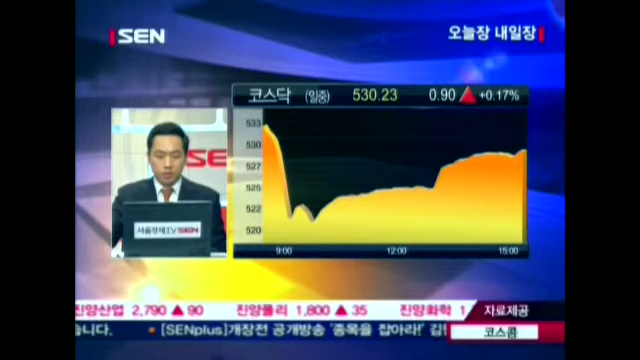 SEN
오늘장 내일장
코스닥 (일중) 530.23 0.90 ▲ +0.17%
533
530
527
525
522
520
9:00 12:00 15:00
SEN
서울경제TV SEN
진양산업 2,790 ▲ 90 진양폴리 1,800 ▲ 35 진양화학 1
자료제공
습니다. • [SENplus]개장전 공개방송 '종목을 잡아라!' 김
코스콤